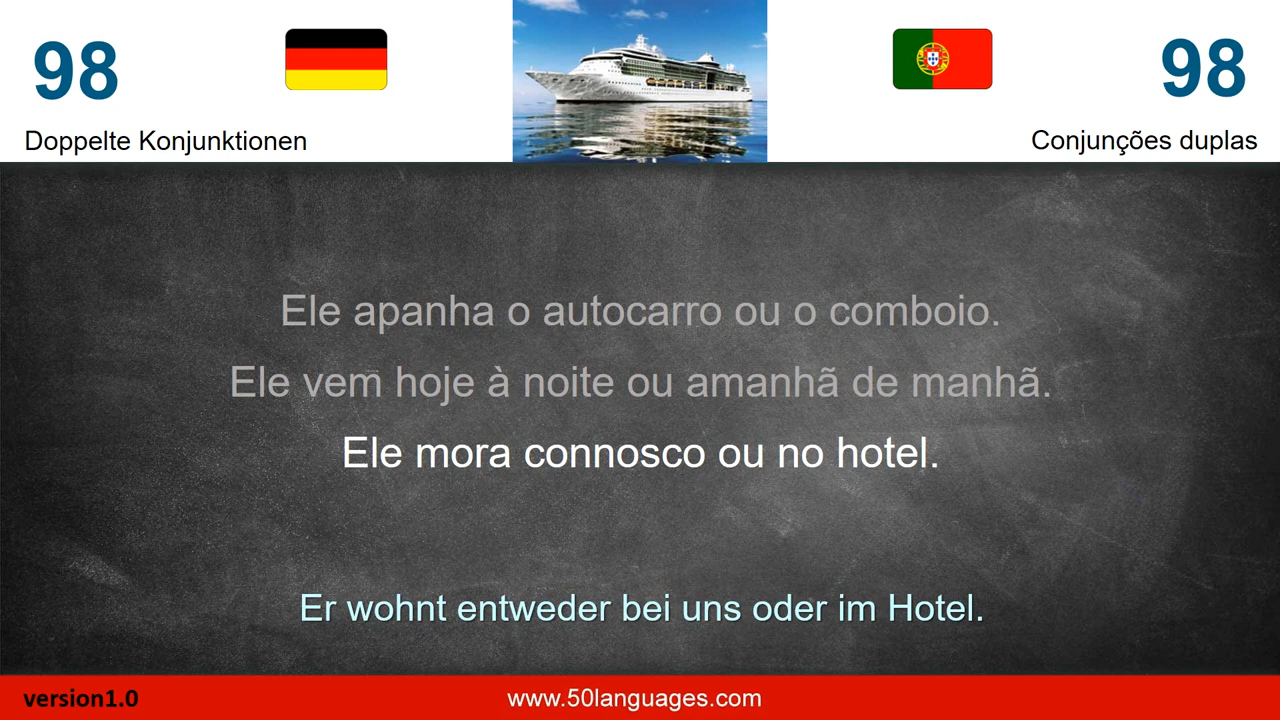 98
98
Doppelte Konjunktionen
Conjunções duplas
Ele apanha o autocarro ou o comboio.
Ele vem hoje à noite ou amanhã de manhã.
Ele mora connosco ou no hotel.
Er wohnt entweder bei uns oder im Hotel.
version1.0
www.50languages.com